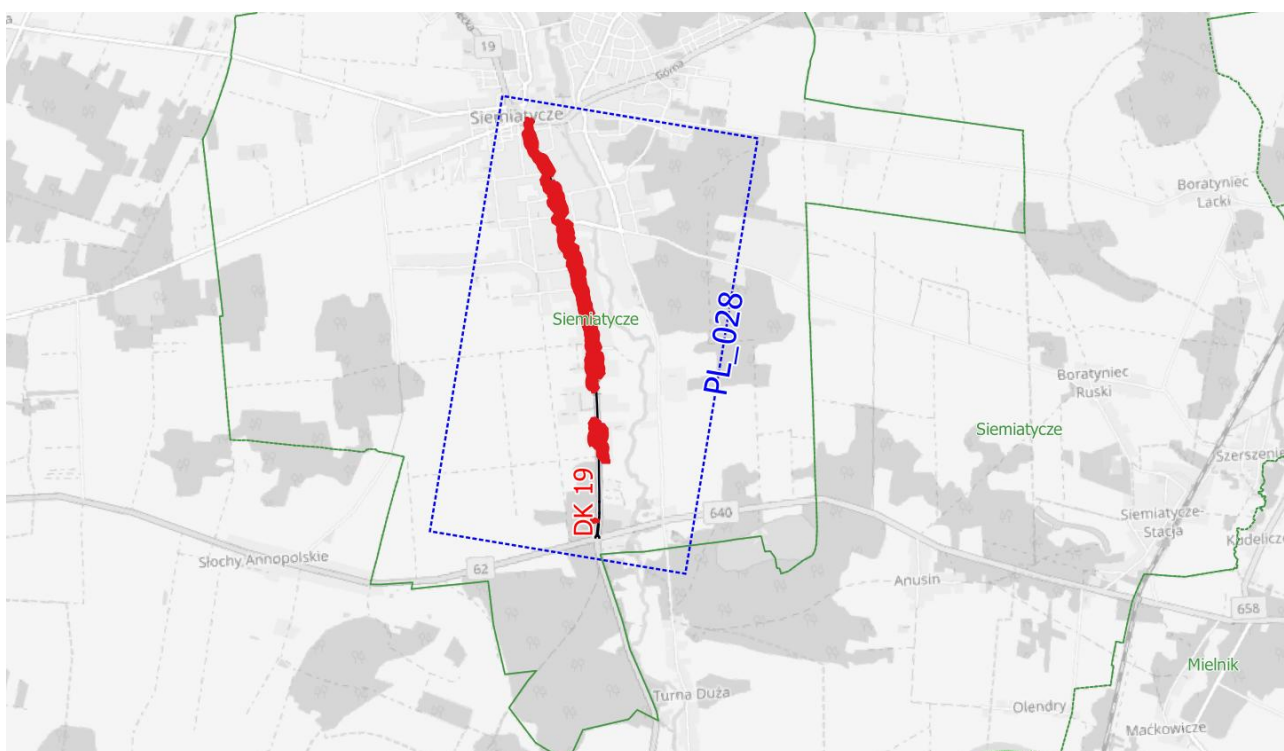 19
Górna
Siemiatycze
Boratyniec
Lacki
PL_028
Siemiatycze
Boratyniec
Ruski
Siemiatycze
Szerszenie
DK 19
640
Siemiatycze-
Stacja
Słochy Annopolskie
62
Anusin
658
Mielnik
Turna Duża
Olendry
Maćkowicze